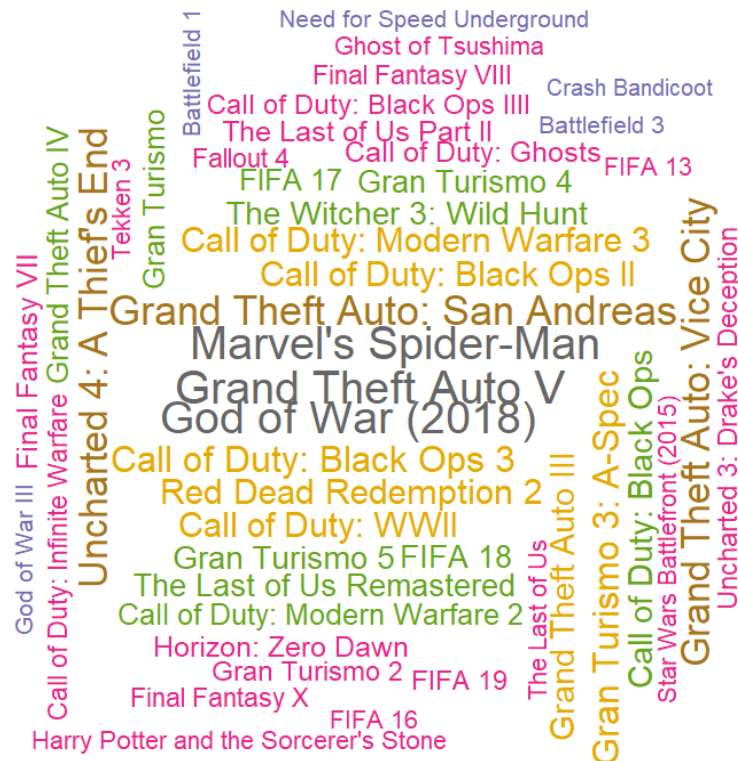 Need for Speed Underground
Battlefield 1
Ghost of Tsushima
Final Fantasy VIII
Crash Bandicoot
Call of Duty: Black Ops IIII
The Last of Us Part II
Battlefield 3
Call of Duty: Ghosts
Fallout 4
FIFA 13
FIFA 17
Gran Turismo 4
Grand Theft Auto IV
Uncharted 4: A Thief's End
Tekken 3
Gran Turismo
The Witcher 3: Wild Hunt
Call of Duty: Modern Warfare 3
Call of Duty: Black Ops II
Grand Theft Auto: San Andreas
Marvel's Spider-Man
Grand Theft Auto V
God of War (2018)
Final Fantasy VII
Grand Theft Auto: Vice City
Uncharted 3: Drake's Deception
Call of Duty: Black Ops 3
Red Dead Redemption 2
Call of Duty: WWII
Gran Turismo 5
FIFA 18
The Last of Us Remastered
Call of Duty: Modern Warfare 2
God of War III
Call of Duty: Infinite Warfare
The Last of Us
Grand Theft Auto III
Gran Turismo 3: A-Spec
Call of Duty: Black Ops
Star Wars Battlefront (2015)
Horizon: Zero Dawn
Gran Turismo 2
FIFA 19
Final Fantasy X
FIFA 16
Harry Potter and the Sorcerer's Stone